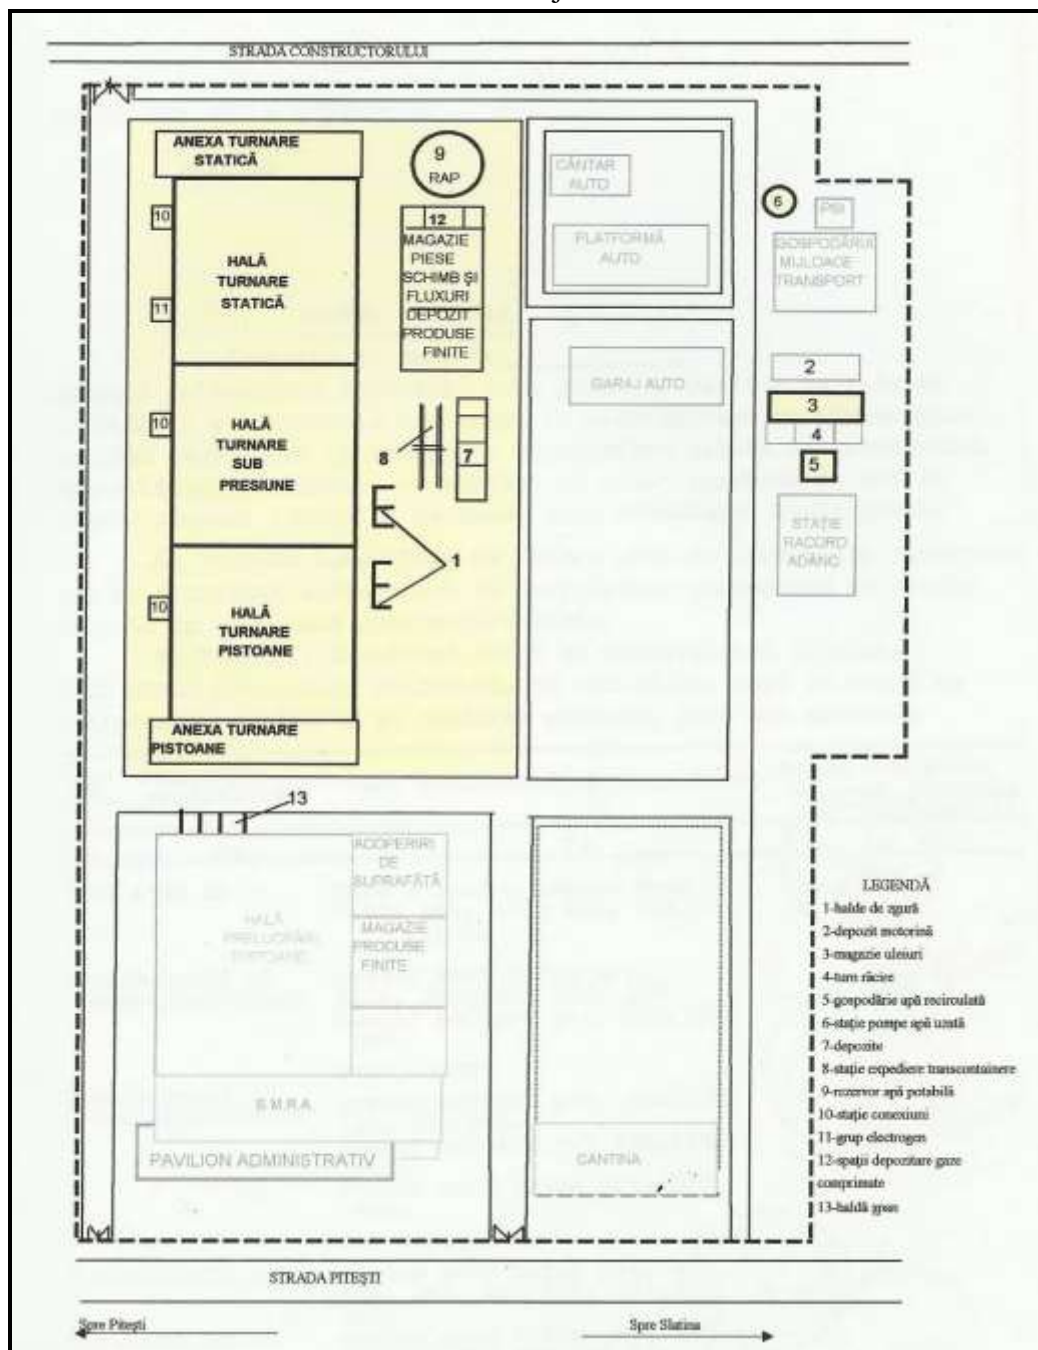 STRADA CONSTRUCTORULUI
ANEXA TURNARE
STATICĂ
9
RAP
CÂNTAR
AUTO
6
PSI
10
12
MAGAZIE
PIESE
SCHIMB ȘI
FLUXURI
DEPOZIT
PRODUSE
FINITE
PLATFORMĂ
AUTO
GOSPODĂRIE
MIJLOACE
TRANSPORT
HALĂ
TURNARE
STATICĂ
11
2
GARAJ AUTO
3
10
HALĂ
TURNARE
SUB
PRESIUNE
8
7
4
5
STAȚIE
RACORD
ADÂNC
1
10
HALĂ
TURNARE
PISTOANE
ANEXA TURNARE
PISTOANE
13
ACOPERIRI
DE
SUPRAFĂTĂ
HALĂ
PRELUCRĂRI
PISTOANE
MAGAZIE
PRODUSE
FINITE
S.M.R.A.
PAVILION ADMINISTRATIV
CANTINA
LEGENDĂ
1-halde de zgură
2-depozit motorină
3-magazie uleiuri
4-turn răcire
5-gospodărie apă recirculată
6-stație pompe apă uzată
7-depozite
8-stație expediere transcontainere
9-rezervor apă potabilă
10-stație conexiuni
11-grup electrogen
12-spații depozitare gaze
comprimate
13-haldă șpan
STRADA PITEȘTI
Spre Pitești
Spre Slatina